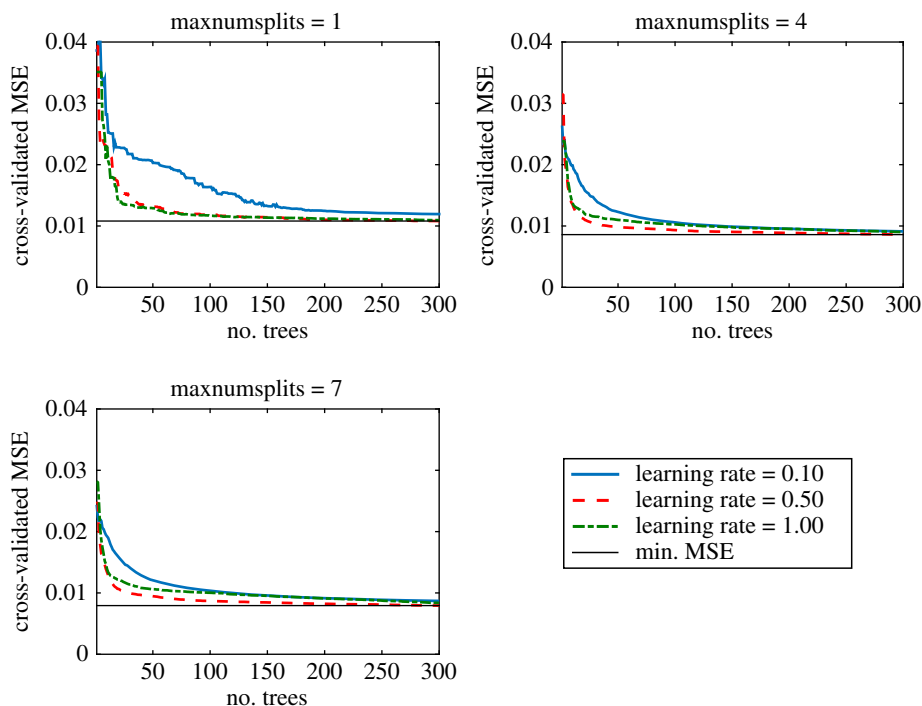 maxnumsplits = 1
0.04
0.03
0.02
0.01
0
cross-validated MSE
50 100 150 200 250 300
no. trees
maxnumsplits = 4
0.04
0.03
0.02
0.01
0
cross-validated MSE
50 100 150 200 250 300
no. trees
maxnumsplits = 7
0.04
0.03
0.02
0.01
0
cross-validated MSE
50 100 150 200 250 300
no. trees
learning rate = 0.10
learning rate = 0.50
learning rate = 1.00
min. MSE